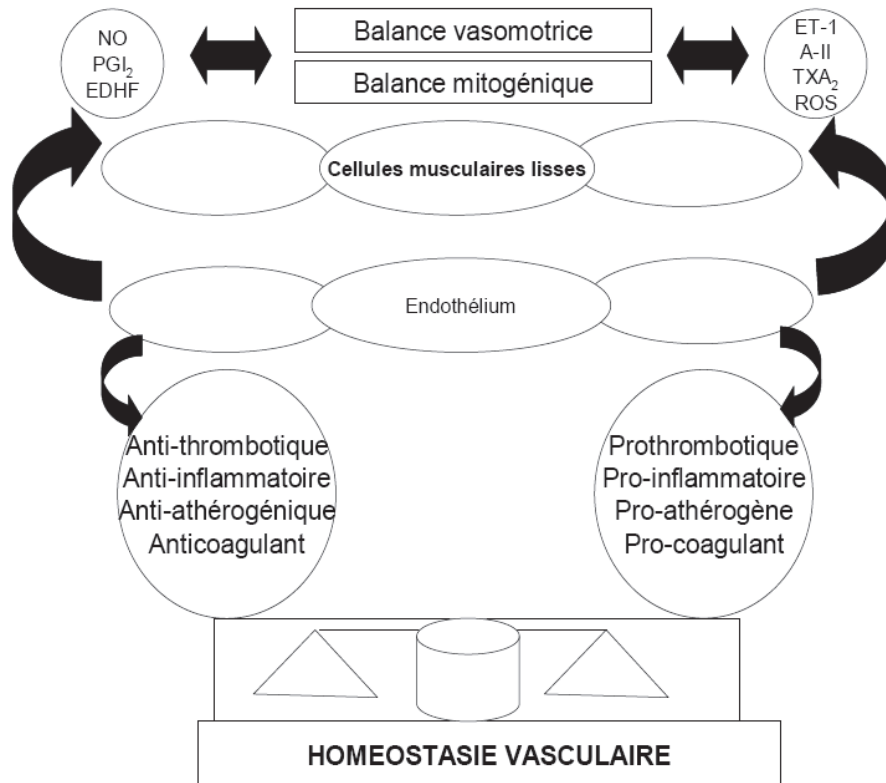 NO
PGI₂
EDHF
Balance vasomotrice
Balance mitogénique
ET-1
A-II
TXA₂
ROS
Cellules musculaires lisses
Endothélium
Anti-thrombotique
Anti-inflammatoire
Anti-athérogénique
Anticoagulant
Prothrombotique
Pro-inflammatoire
Pro-athérogène
Pro-coagulant
HOMEOSTASIE VASCULAIRE